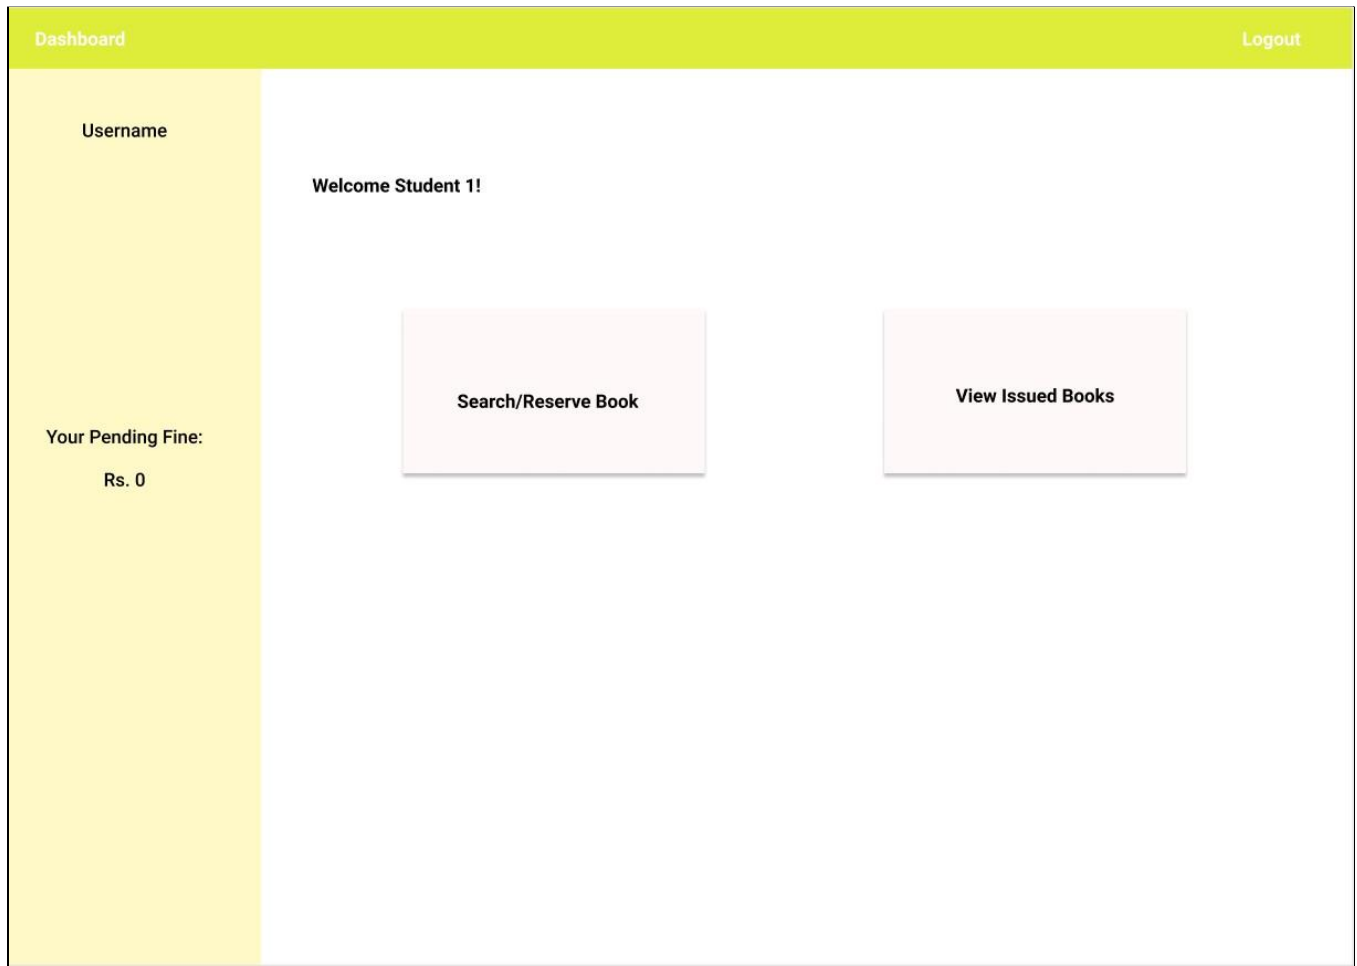 Dashboard
Logout
Username
Welcome Student 1!
Search/Reserve Book
View Issued Books
Your Pending Fine:
Rs. 0